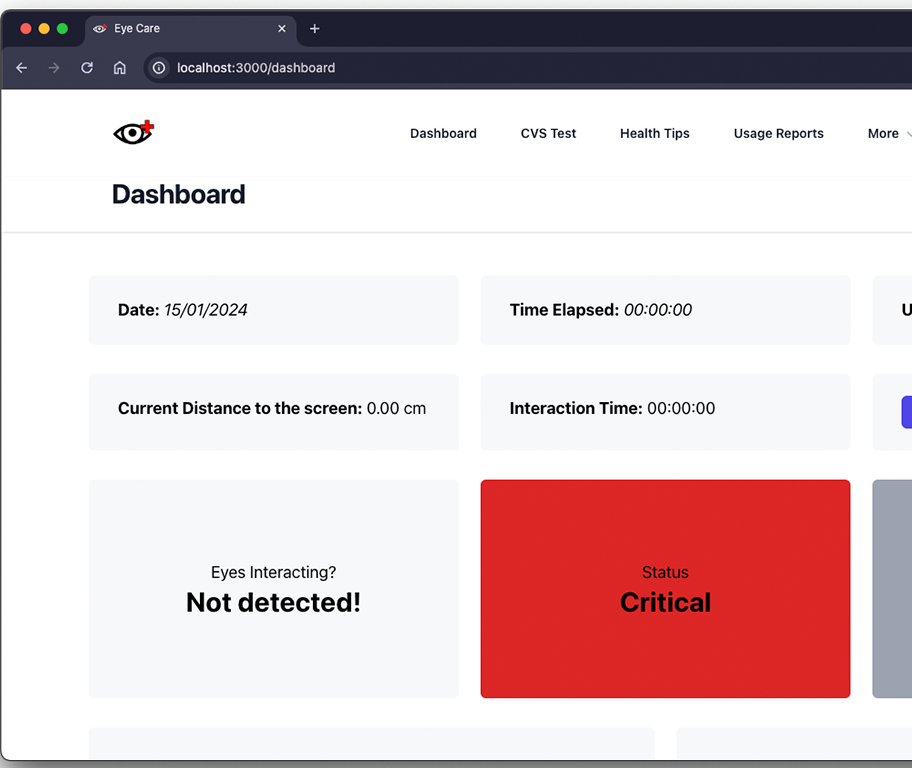 Eye Care
localhost:3000/dashboard
Dashboard CVS Test Health Tips Usage Reports More
Dashboard
Date: 15/01/2024 Time Elapsed: 00:00:00 U
Current Distance to the screen: 0.00 cm Interaction Time: 00:00:00
Eyes Interacting? Status
Not detected! Critical